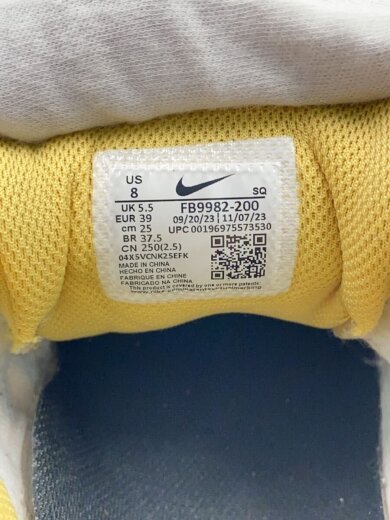 US
8
SQ
UK 5.5
EUR 39
cm 25
BR 37.5
CN 250(2.5)
FB9982-200
09/20/23 | 11/07/23
UPC 00196975573530
04X5VCNK25EFK
MADE IN CHINA
HECHO EN CHINA
FABRIQUE EN CHINE
FABRICADO NA CHINA
This product is covered by one or more patents: